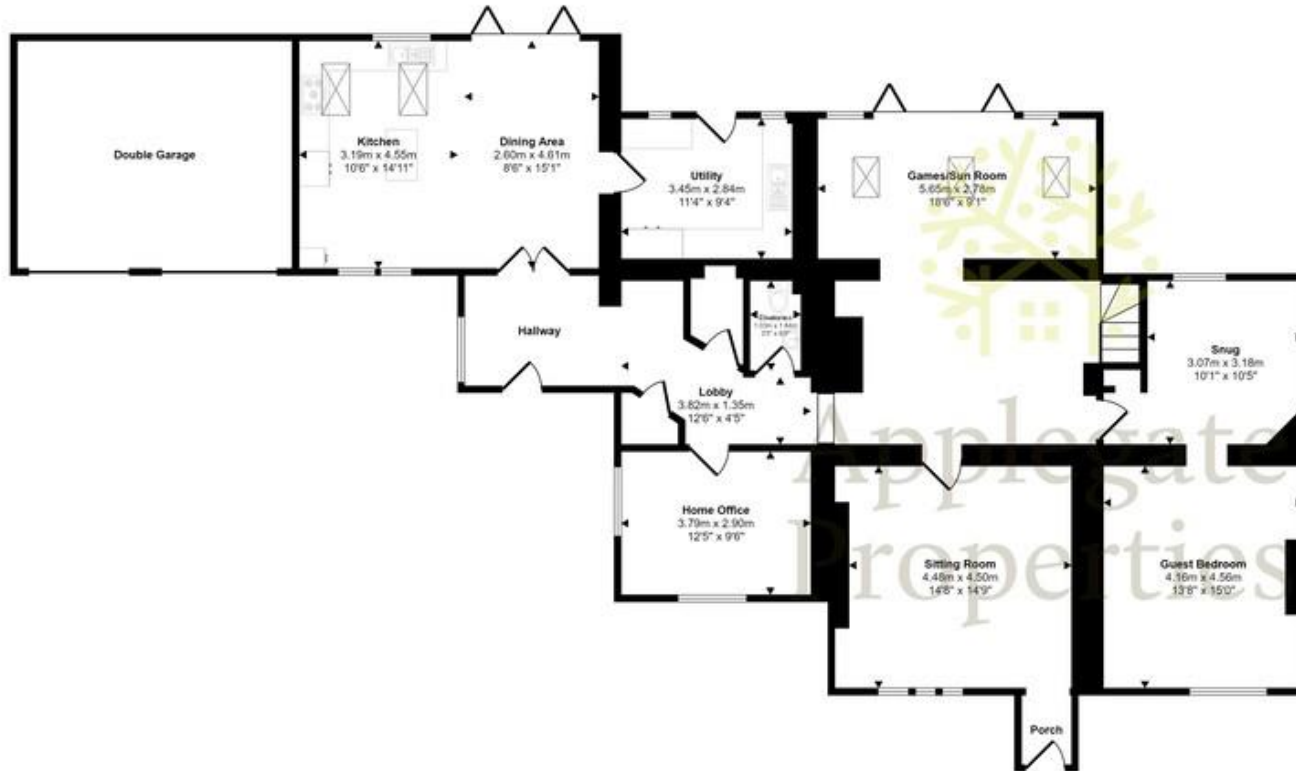 Double Garage
Kitchen
3.19m x 4.55m
10'6" x 14'11"
Dining Area
2.60m x 4.61m
8'6" x 15'1"
Utility
3.45m x 2.84m
11'4" x 9'4"
Games/Sun Room
5.65m x 2.78m
18'6" x 9'1"
Hallway
Snug
3.07m x 3.18m
10'1" x 10'5"
Lobby
3.82m x 1.35m
12'6" x 4'5"
Applegate
Properties
Home Office
3.79m x 2.90m
12'5" x 9'6"
Sitting Room
4.48m x 4.50m
14'8" x 14'9"
Guest Bedroom
4.16m x 4.56m
13'8" x 15'0"
Porch